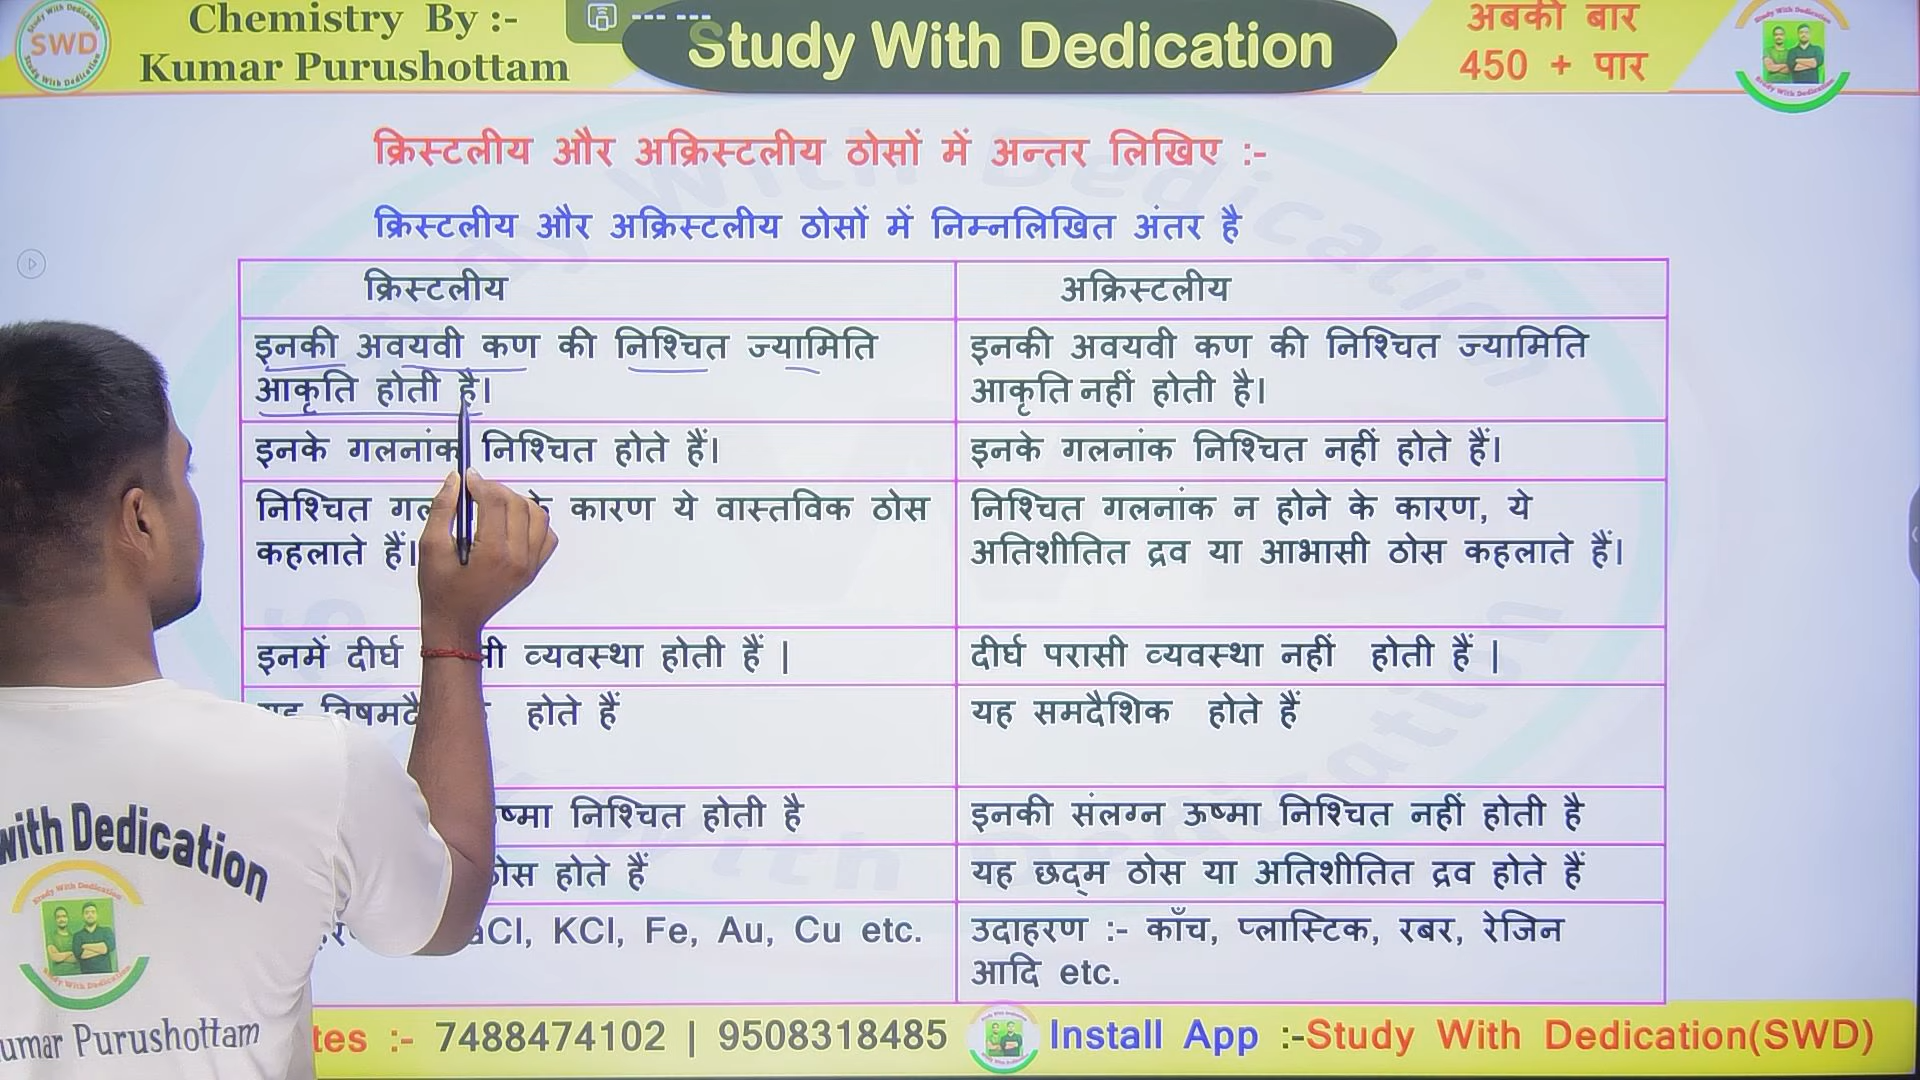 Chemistry By :-
Kumar Purushottam
SWD
Study With Dedication
Study With Dedication
अबकी बार
450 + पार
क्रिस्टलीय और अक्रिस्टलीय ठोसों में अन्तर लिखिए :-
क्रिस्टलीय और अक्रिस्टलीय ठोसों में निम्नलिखित अंतर है
क्रिस्टलीय
अक्रिस्टलीय
इनकी अवयवी कण की निश्चित ज्यामिति
आकृति होती है।
इनकी अवयवी कण की निश्चित ज्यामिति
आकृति नहीं होती है।
इनके गलनांक निश्चित होते हैं।
इनके गलनांक निश्चित नहीं होते हैं।
निश्चित के कारण ये वास्तविक ठोस
कहलाते हैं।
निश्चित गलनांक न होने के कारण, ये
अतिशीतित द्रव या आभासी ठोस कहलाते हैं।
इनमें दीर्घ व्यवस्था होती हैं |
दीर्घ परासी व्यवस्था नहीं होती हैं |
होते हैं
यह समदैशिक होते हैं
निश्चित होती है
इनकी संलग्न ऊष्मा निश्चित नहीं होती है
होते हैं
यह छद्म ठोस या अतिशीतित द्रव होते हैं
KCl, Fe, Au, Cu etc.
उदाहरण :- काँच, प्लास्टिक, रबर, रेजिन
आदि etc.
with Dedication
Purushottam
:- 7488474102 | 9508318485
Install App :-Study With Dedication(SWD)